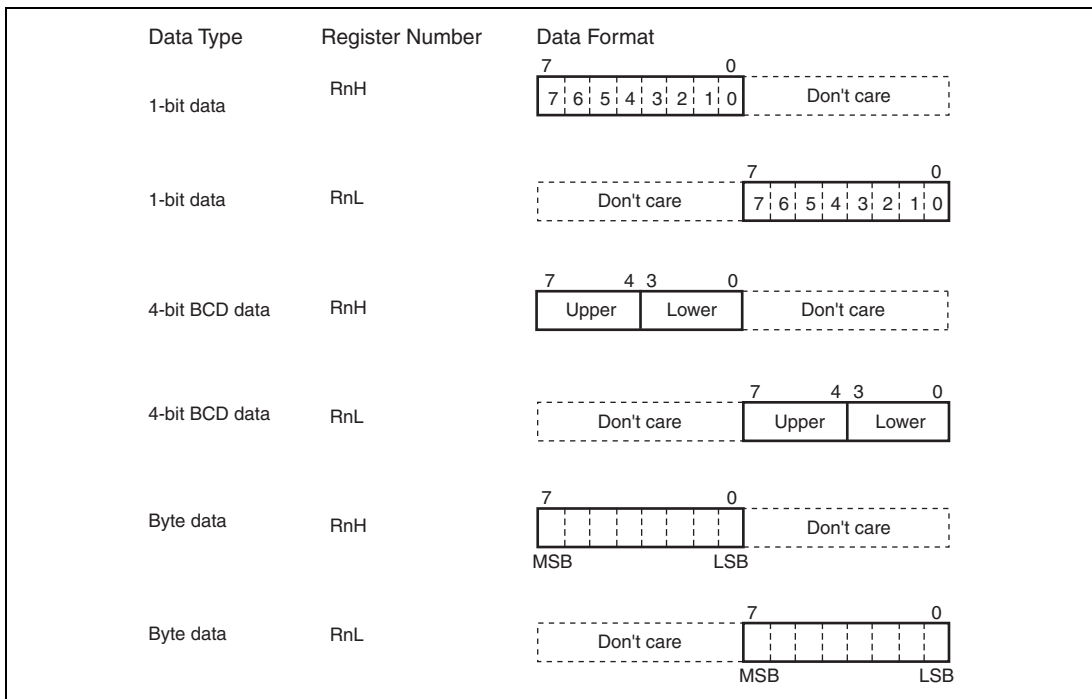 Data Type Register Number Data Format
7 0
1-bit data RnH 7 6 5 4 3 2 1 0 Don't care
7 0
1-bit data RnL Don't care 7 6 5 4 3 2 1 0
7 4 3 0
4-bit BCD data RnH Upper Lower Don't care
7 4 3 0
4-bit BCD data RnL Don't care Upper Lower
7 0
Byte data RnH Don't care
MSB LSB
7 0
Byte data RnL Don't care
MSB LSB